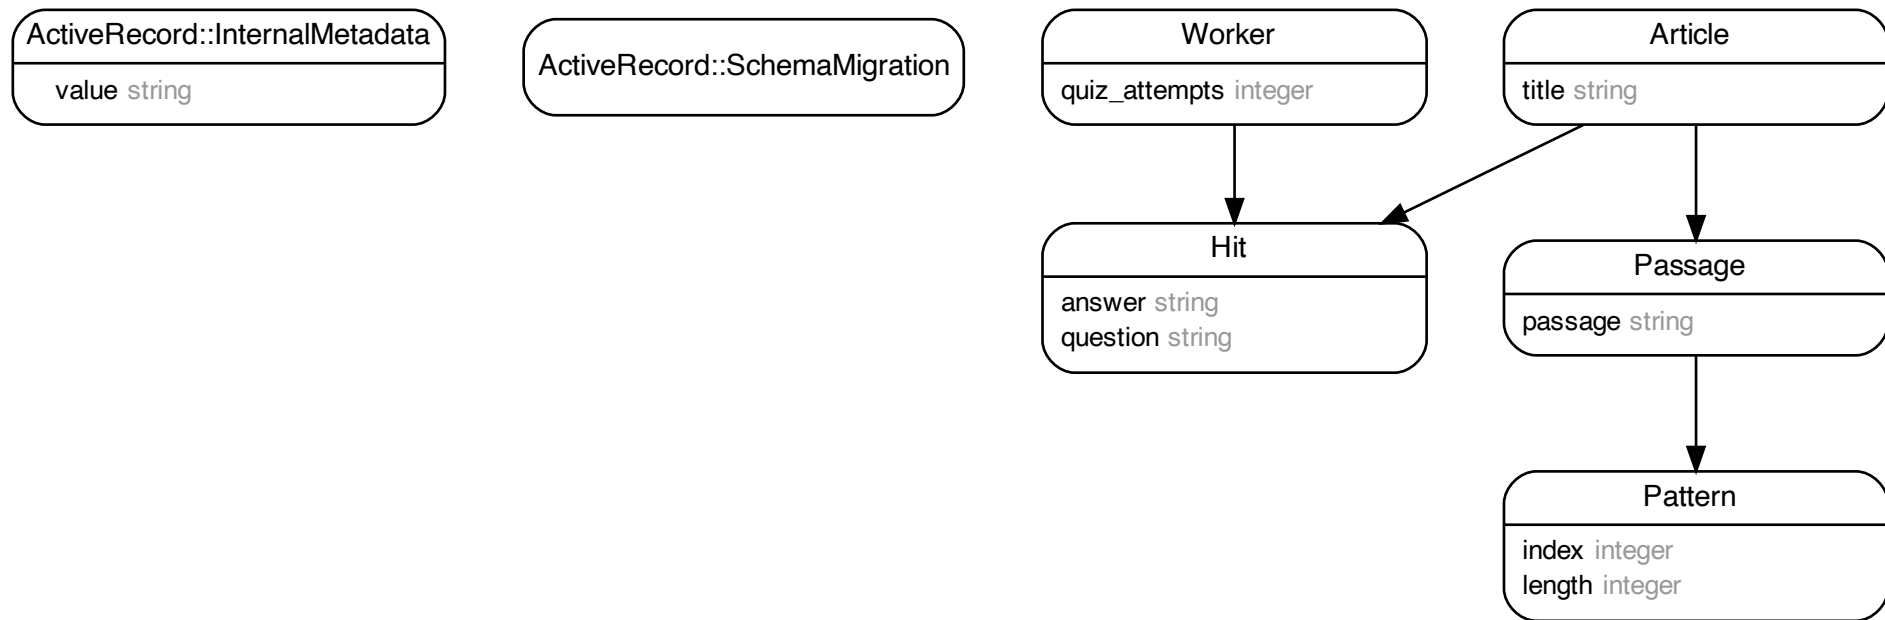 ActiveRecord::InternalMetadata
value string
ActiveRecord::SchemaMigration
Worker
quiz_attempts integer
Article
title string
Hit
answer string
question string
Passage
passage string
Pattern
index integer
length integer